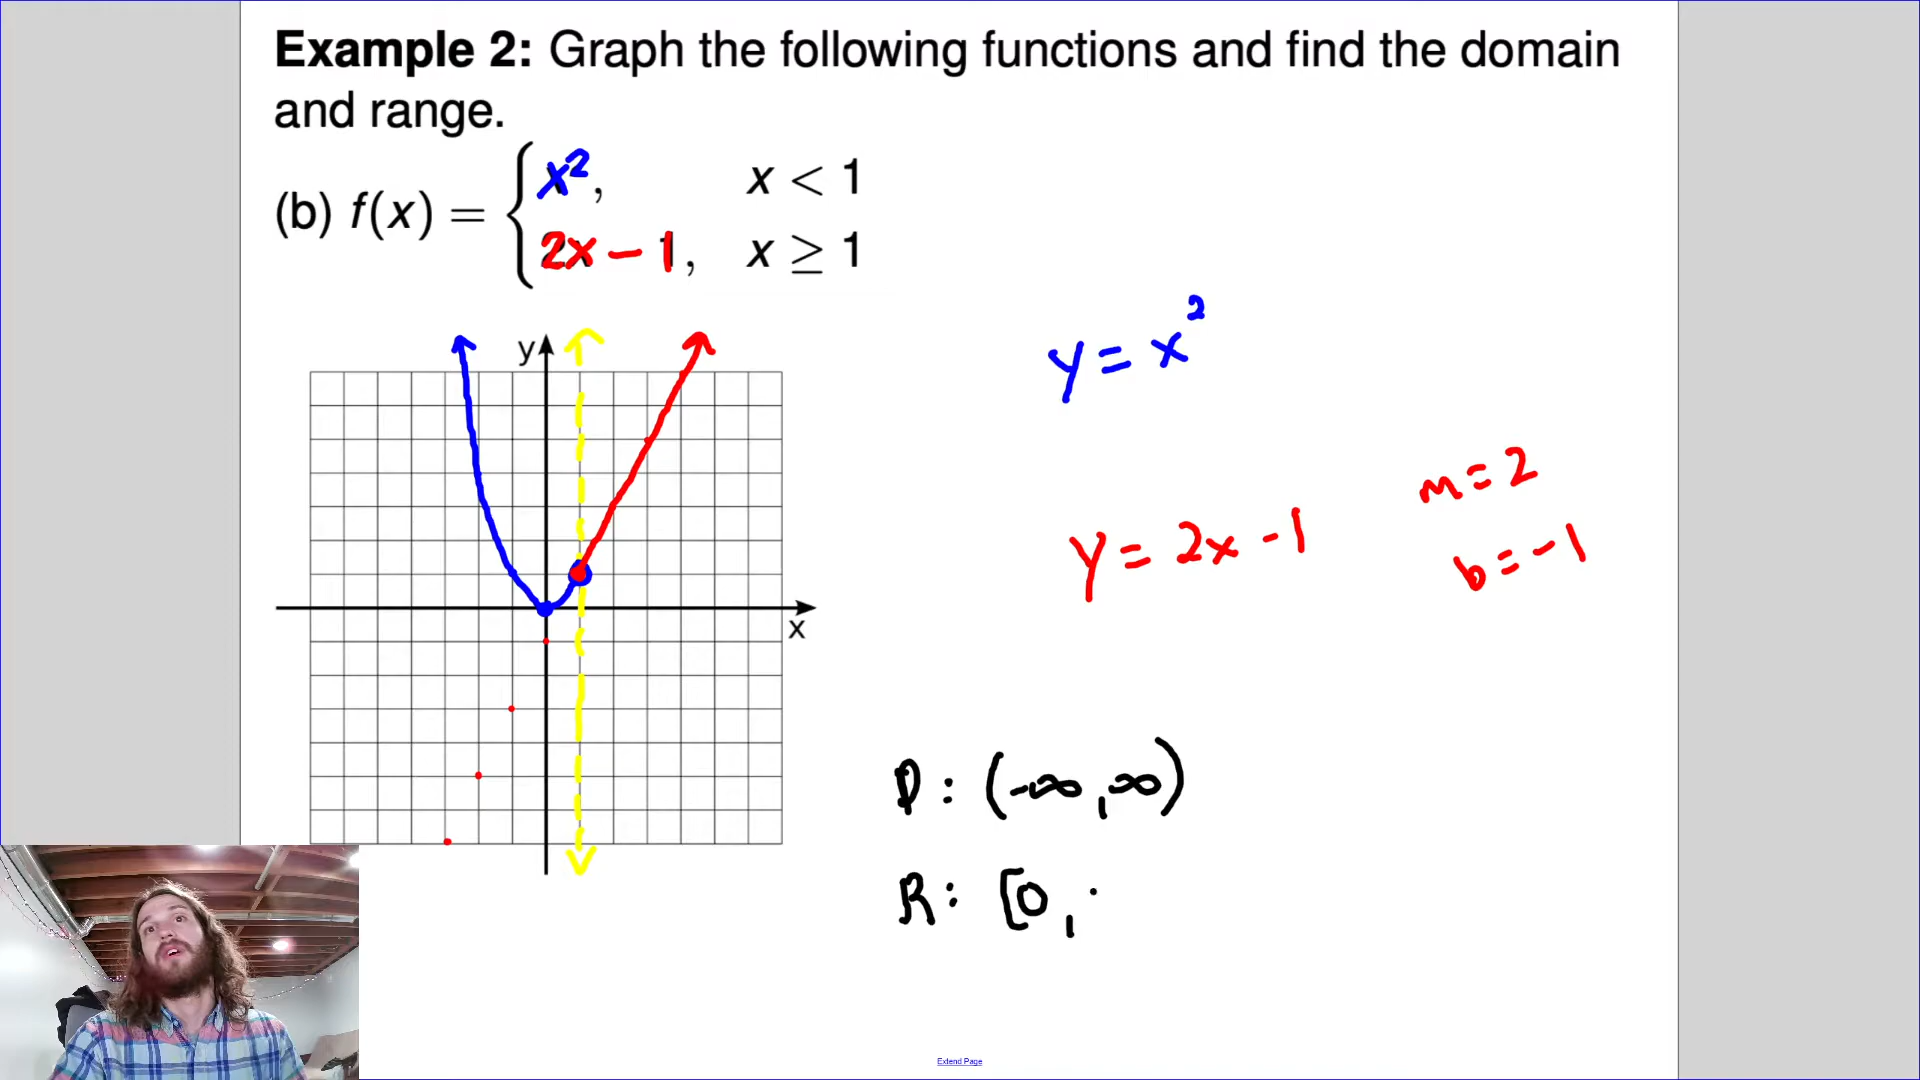 Example 2: Graph the following functions and find the domain
and range.
x², x < 1
(b) f(x) =
2x − 1, x ≥ 1
y = x²
y
m = 2
y = 2x - 1
b = -1
x
D : (-∞, ∞)
R : [0, 
Extend Page